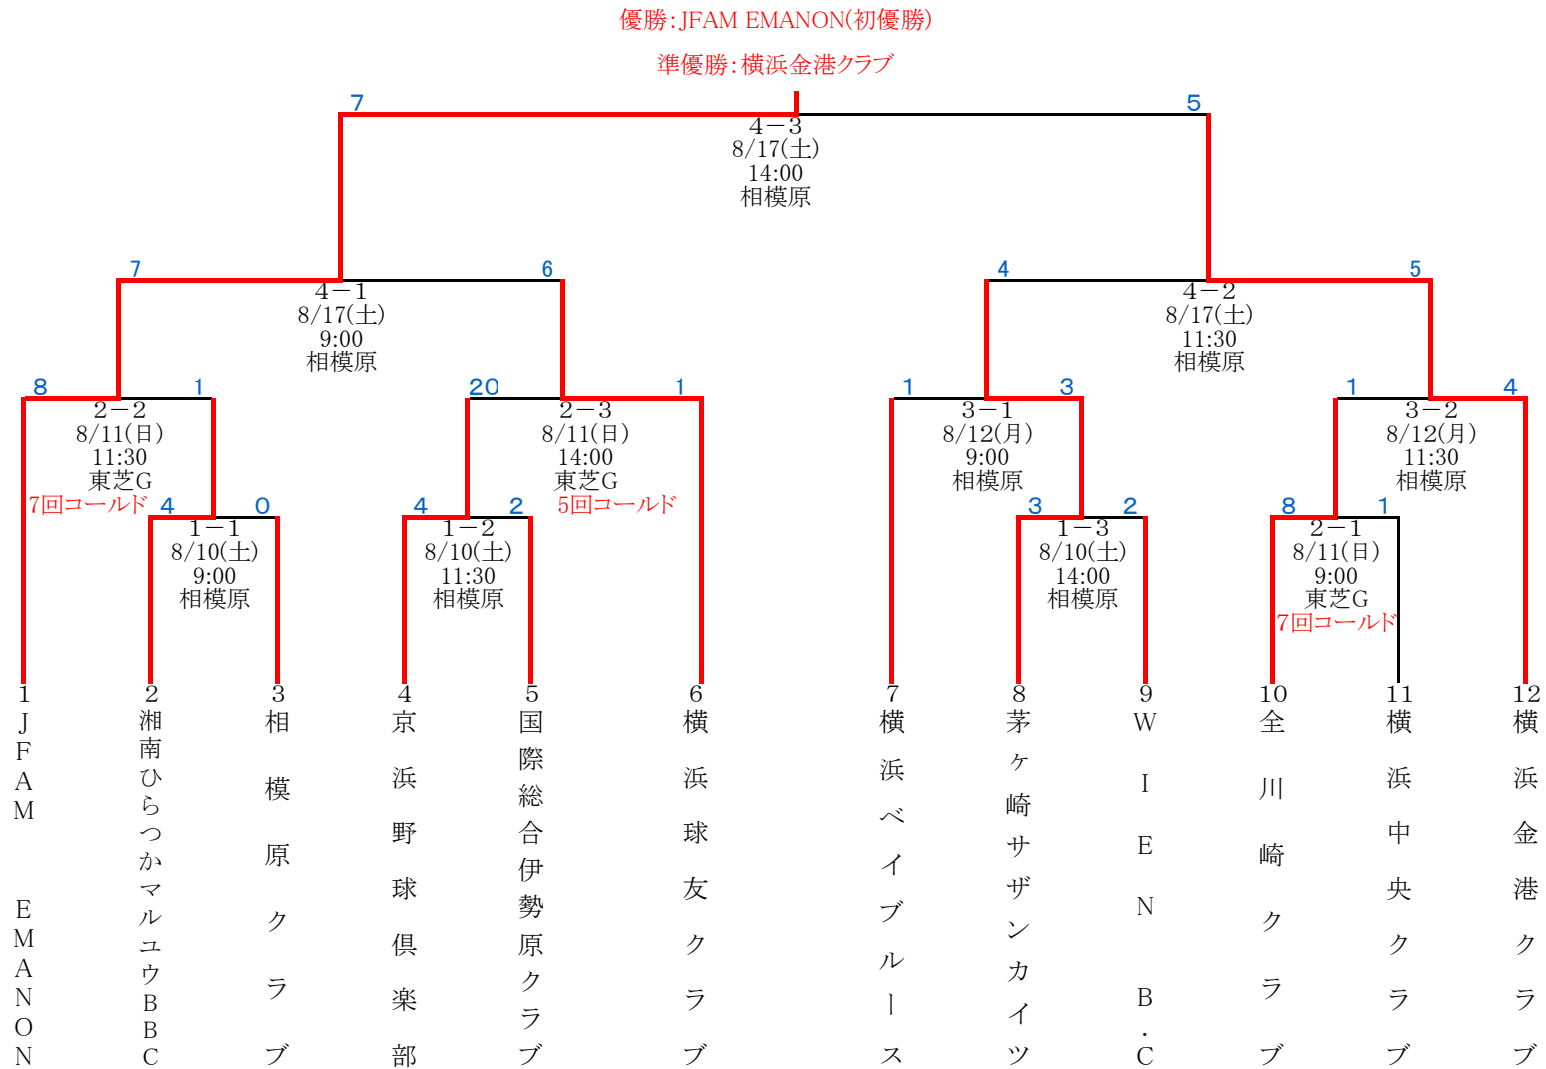 優勝：JFAM EMANON(初優勝)
準優勝：横浜金港クラブ
7
5
4－3
8/17(土)
14:00
相模原
7
6
4
5
4－1
8/17(土)
9:00
相模原
4－2
8/17(土)
11:30
相模原
8
1
20
1
1
3
1
4
2－2
8/11(日)
11:30
東芝G
7回コールド
2－3
8/11(日)
14:00
東芝G
5回コールド
3－1
8/12(月)
9:00
相模原
3－2
8/12(月)
11:30
相模原
4
0
4
2
3
2
8
1
1－1
8/10(土)
9:00
相模原
1－2
8/10(土)
11:30
相模原
1－3
8/10(土)
14:00
相模原
2－1
8/11(日)
9:00
東芝G
7回コールド
1
JFAM EMANON
2
湘南ひらつかマルユウBBC
3
相模原クラブ
4
京浜野球倶楽部
5
国際総合伊勢原クラブ
6
横浜球友クラブ
7
横浜ベイブルース
8
茅ヶ崎サザンカイツ
9
WIEN B.C
10
全川崎クラブ
11
横浜中央クラブ
12
横浜金港クラブ